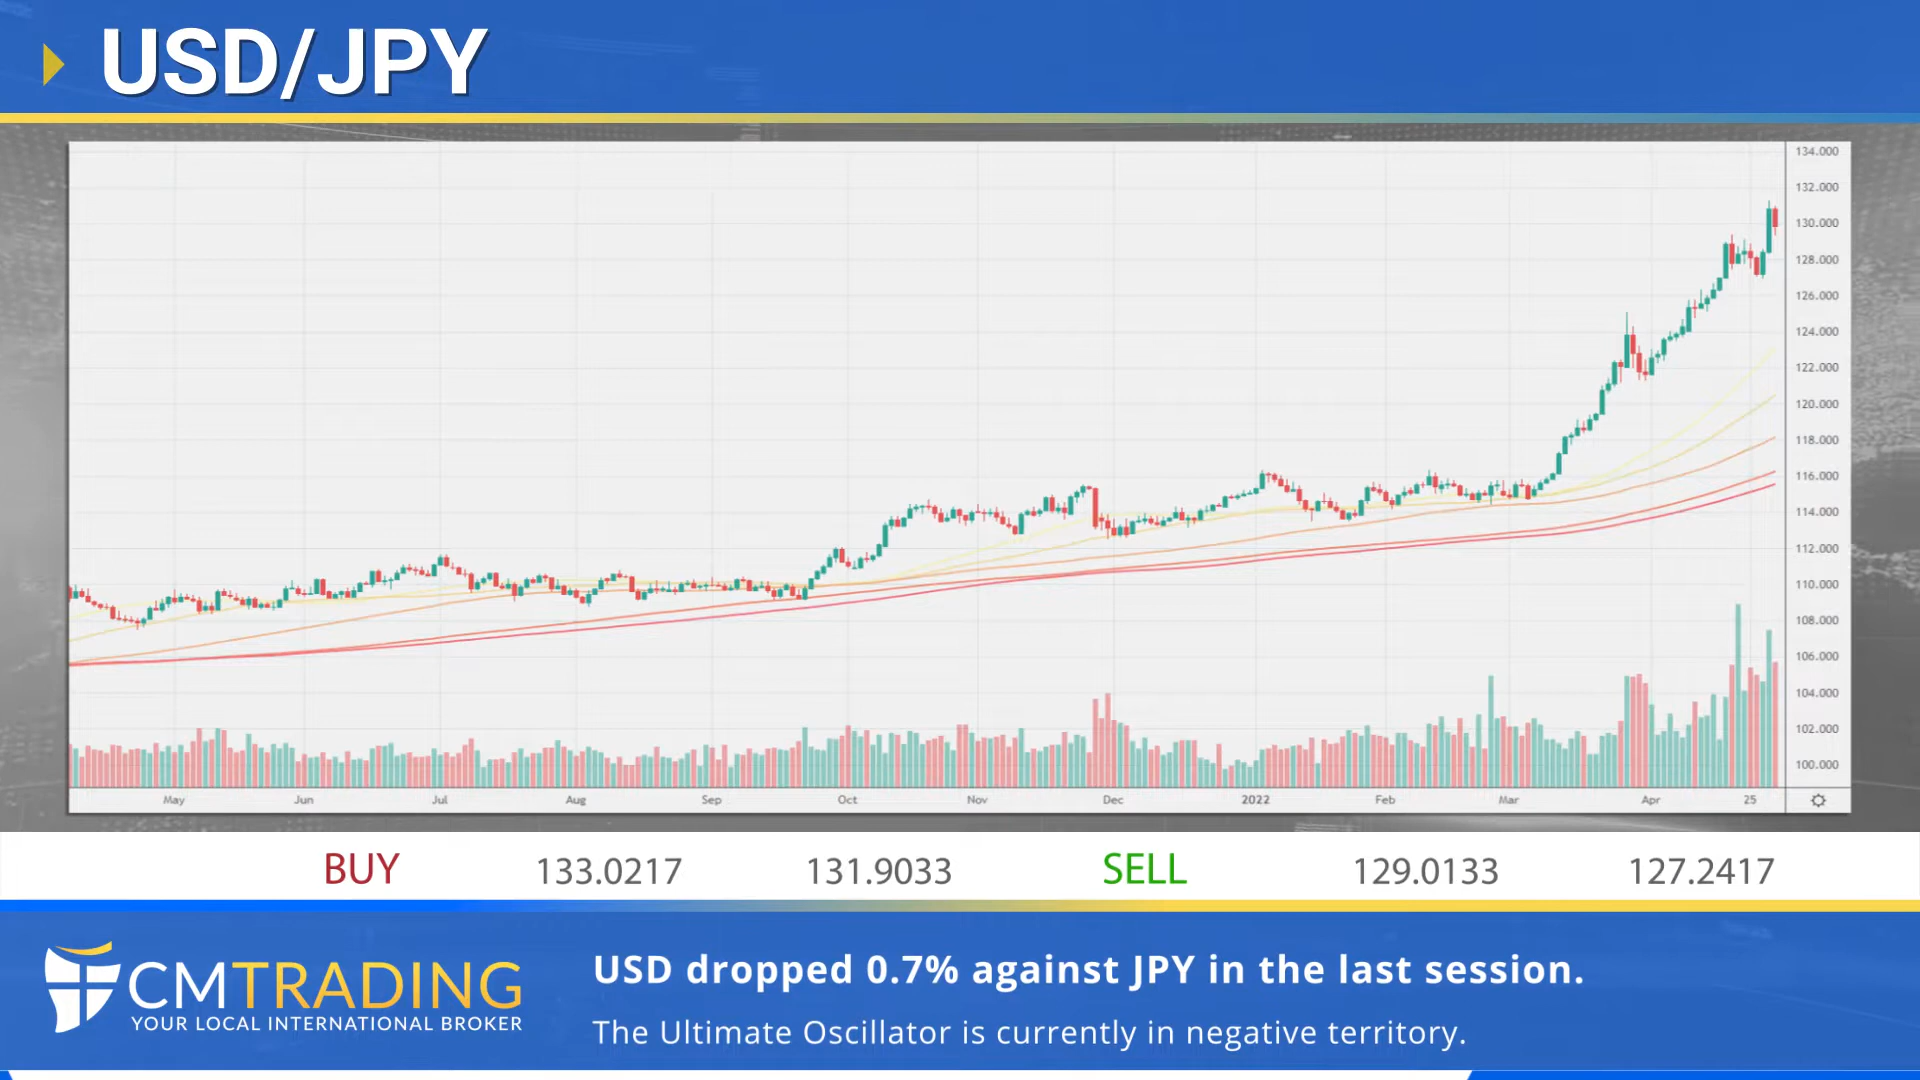 USD/JPY
134.000
132.000
130.000
128.000
126.000
124.000
122.000
120.000
118.000
116.000
114.000
112.000
110.000
108.000
106.000
104.000
102.000
100.000
May Jun Jul Aug Sep Oct Nov Dec 2022 Feb Mar Apr 25
BUY 133.0217 131.9033 SELL 129.0133 127.2417
CMTRADING
YOUR LOCAL INTERNATIONAL BROKER
USD dropped 0.7% against JPY in the last session.
The Ultimate Oscillator is currently in negative territory.